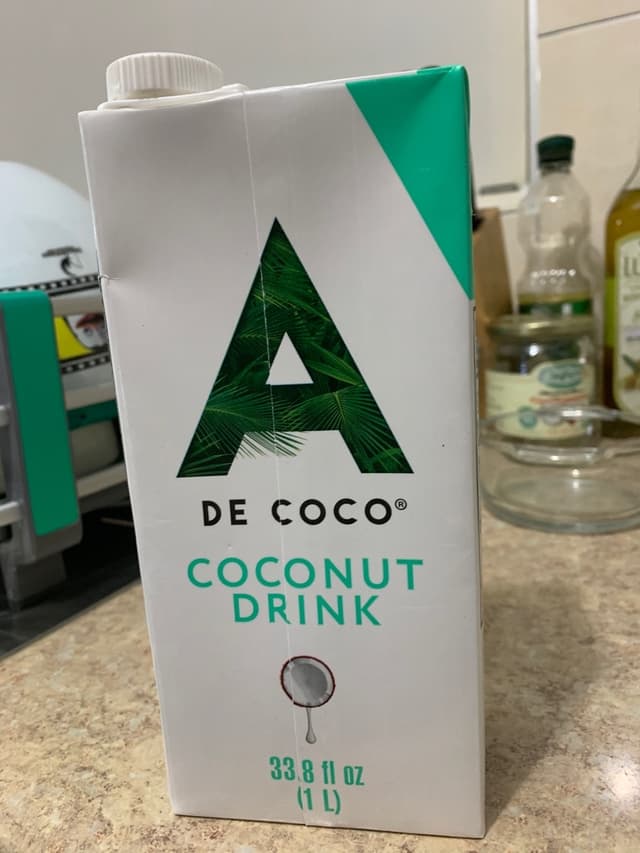 A
DE COCO®
COCONUT
DRINK
33.8 fl oz
(1 L)